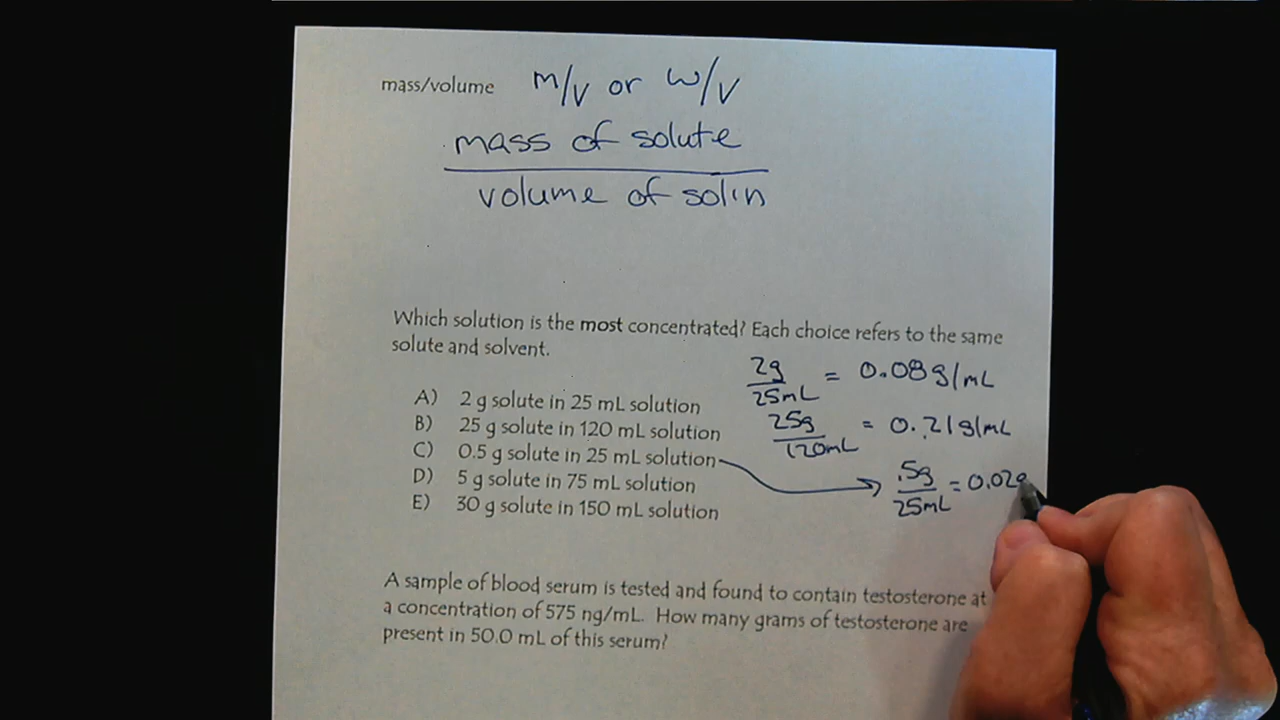 mass/volume m/v or w/v
mass of solute
volume of sol'n
Which solution is the most concentrated? Each choice refers to the same
solute and solvent.
2g
25mL = 0.08g/mL
A) 2 g solute in 25 mL solution
25g
120mL = 0.21g/mL
B) 25 g solute in 120 mL solution
C) 0.5 g solute in 25 mL solution
.5g
25mL = 0.02g
D) 5 g solute in 75 mL solution
E) 30 g solute in 150 mL solution
A sample of blood serum is tested and found to contain testosterone at
a concentration of 575 ng/mL. How many grams of testosterone are
present in 50.0 mL of this serum?